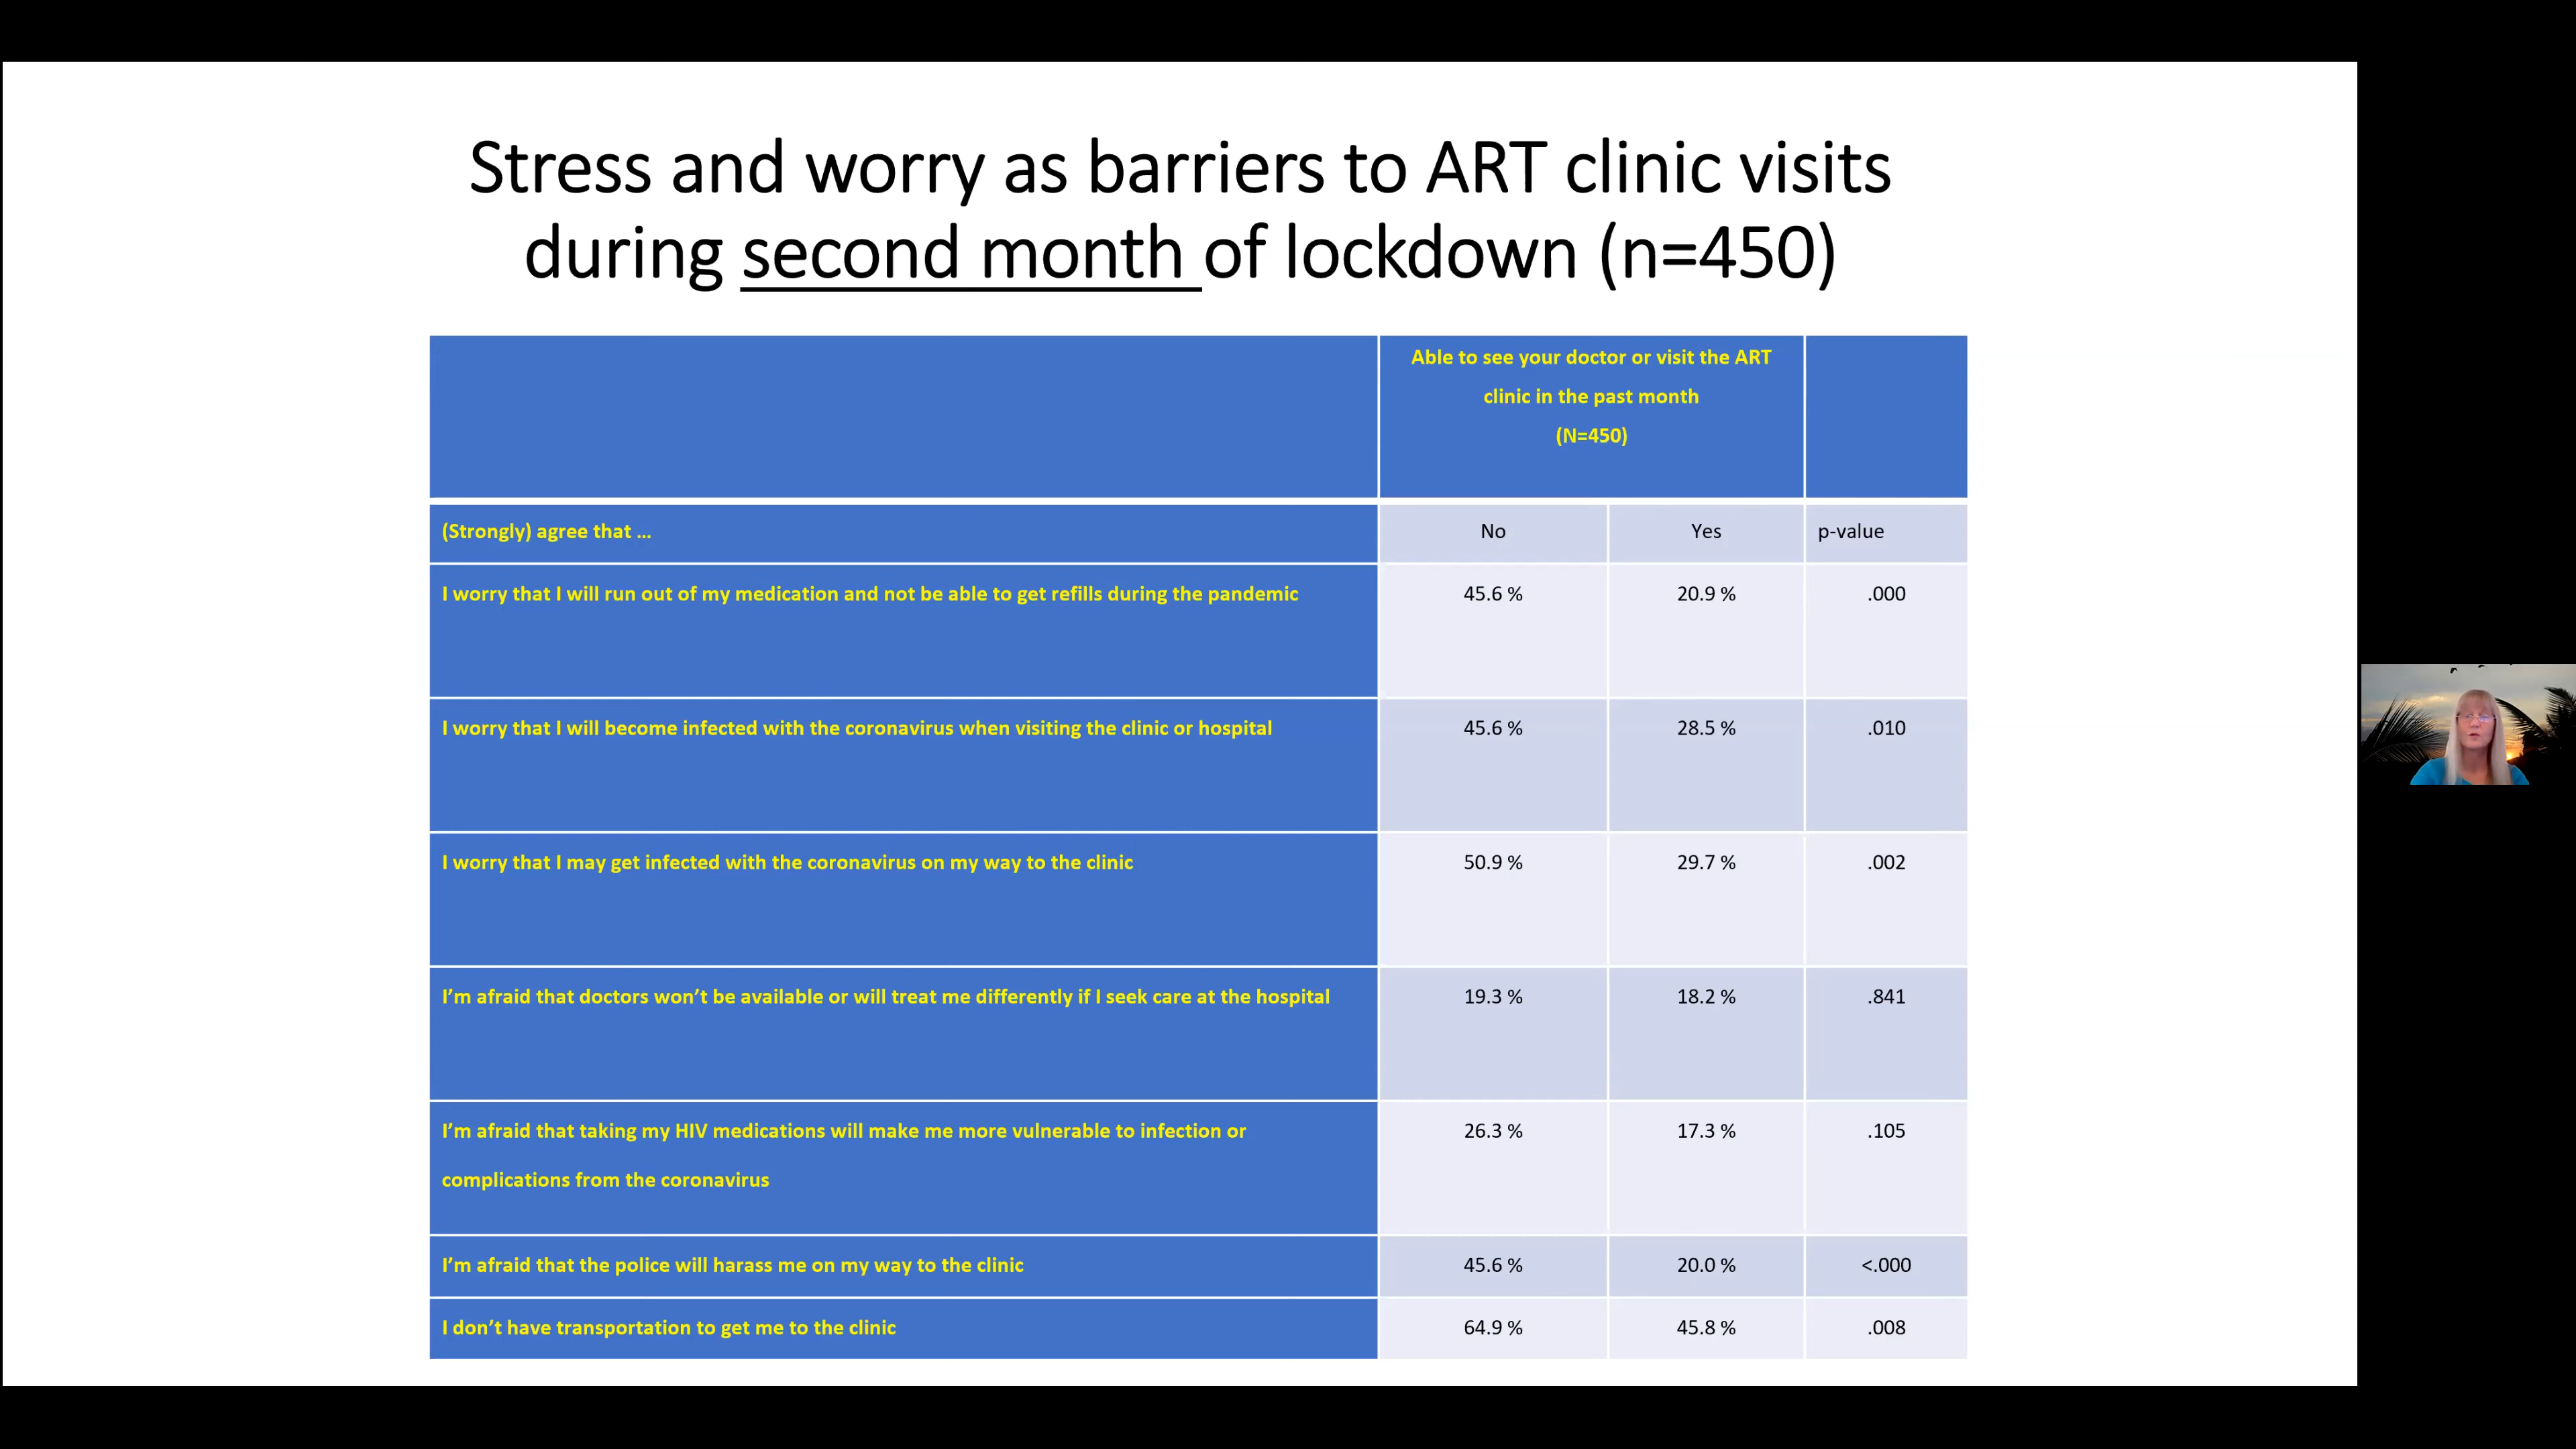 Stress and worry as barriers to ART clinic visits
during second month of lockdown (n=450)
Able to see your doctor or visit the ART
clinic in the past month
(N=450)
(Strongly) agree that … No Yes p-value
I worry that I will run out of my medication and not be able to get refills during the pandemic 45.6 % 20.9 % .000
I worry that I will become infected with the coronavirus when visiting the clinic or hospital 45.6 % 28.5 % .010
I worry that I may get infected with the coronavirus on my way to the clinic 50.9 % 29.7 % .002
I’m afraid that doctors won’t be available or will treat me differently if I seek care at the hospital 19.3 % 18.2 % .841
I’m afraid that taking my HIV medications will make me more vulnerable to infection or 26.3 % 17.3 % .105
complications from the coronavirus
I’m afraid that the police will harass me on my way to the clinic 45.6 % 20.0 % <.000
I don’t have transportation to get me to the clinic 64.9 % 45.8 % .008